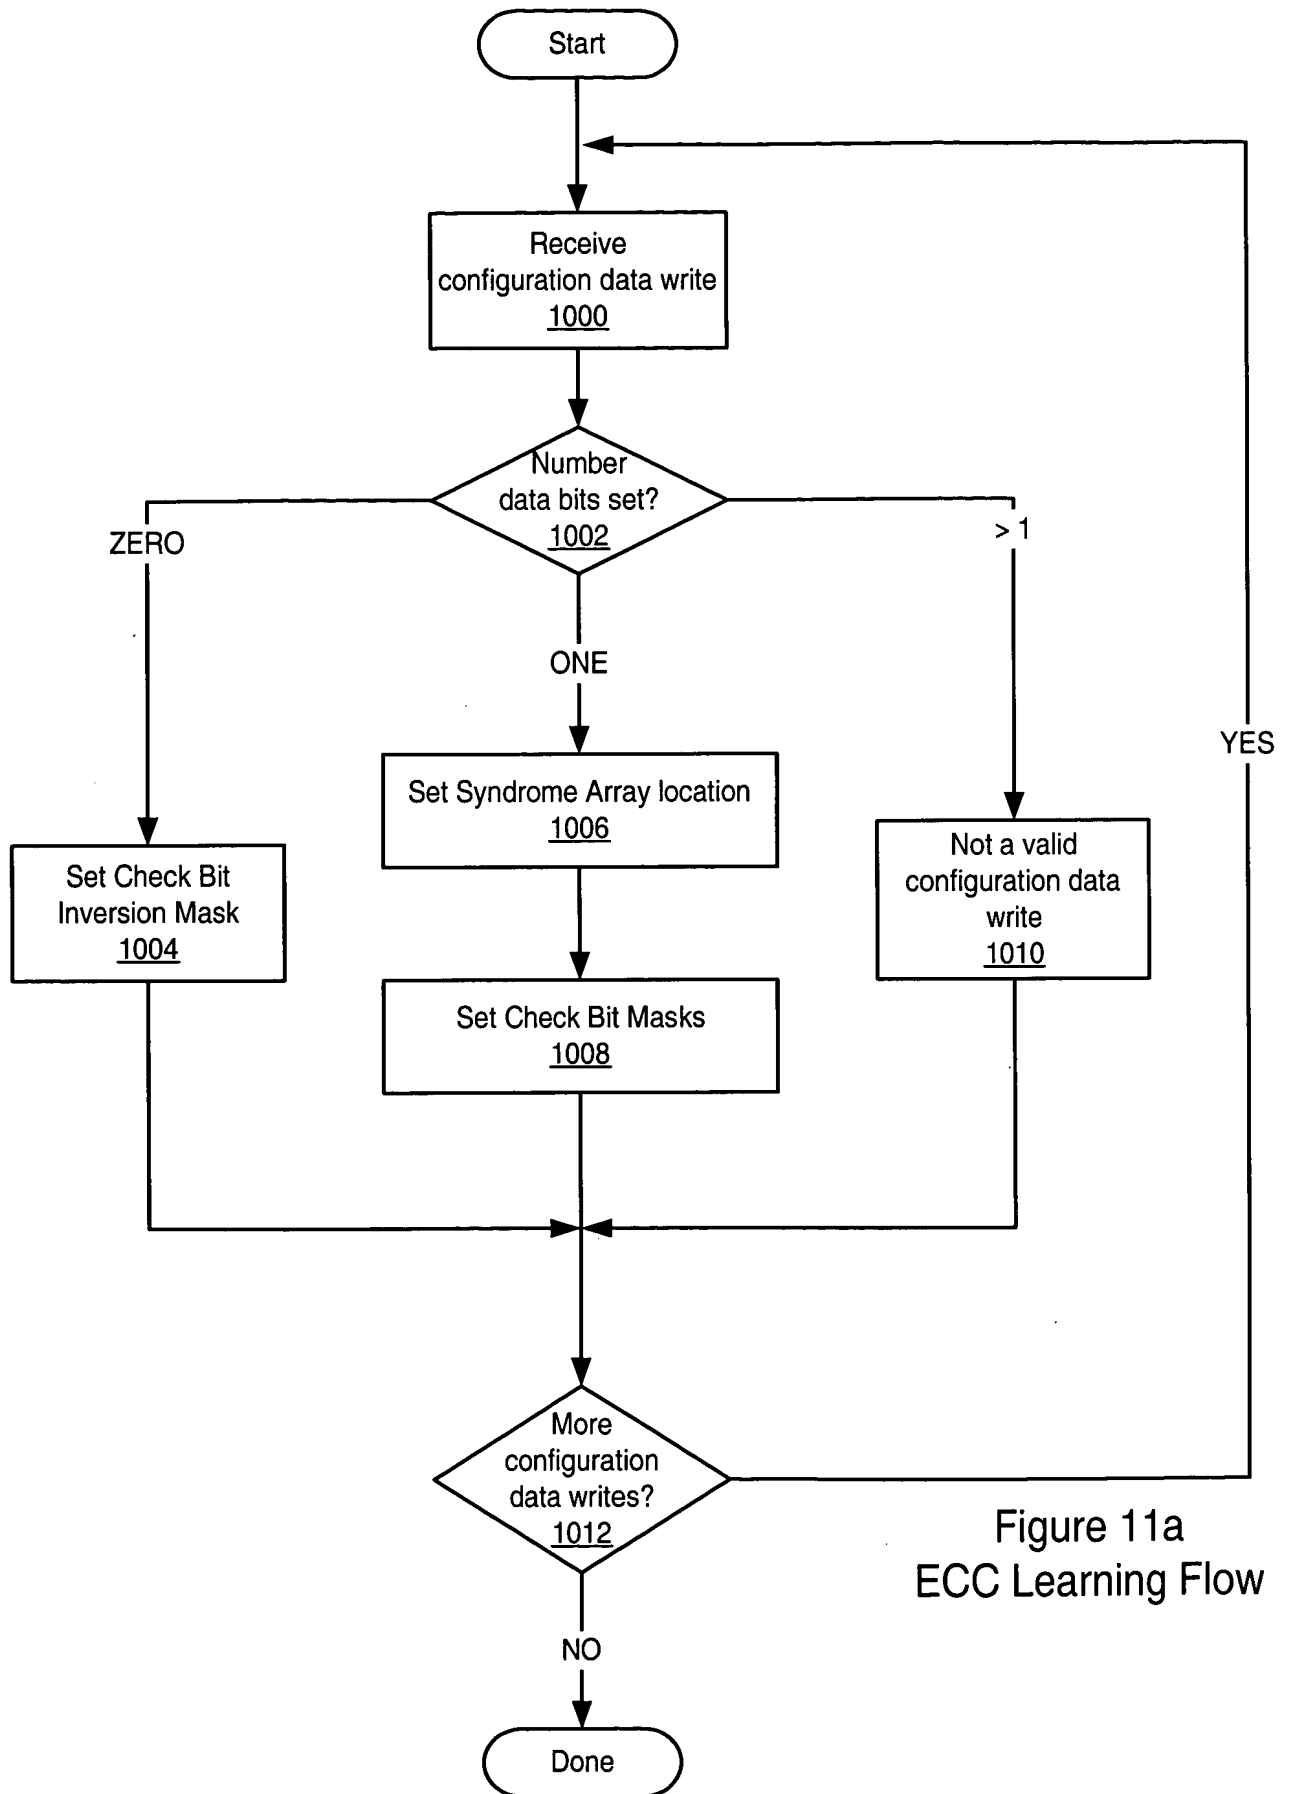 Start
Receive
configuration data write
1000
Number
data bits set?
1002
ZERO
> 1
ONE
YES
Set Syndrome Array location
1006
Set Check Bit
Inversion Mask
1004
Not a valid
configuration data
write
1010
Set Check Bit Masks
1008
More
configuration
data writes?
1012
Figure 11a
ECC Learning Flow
NO
Done